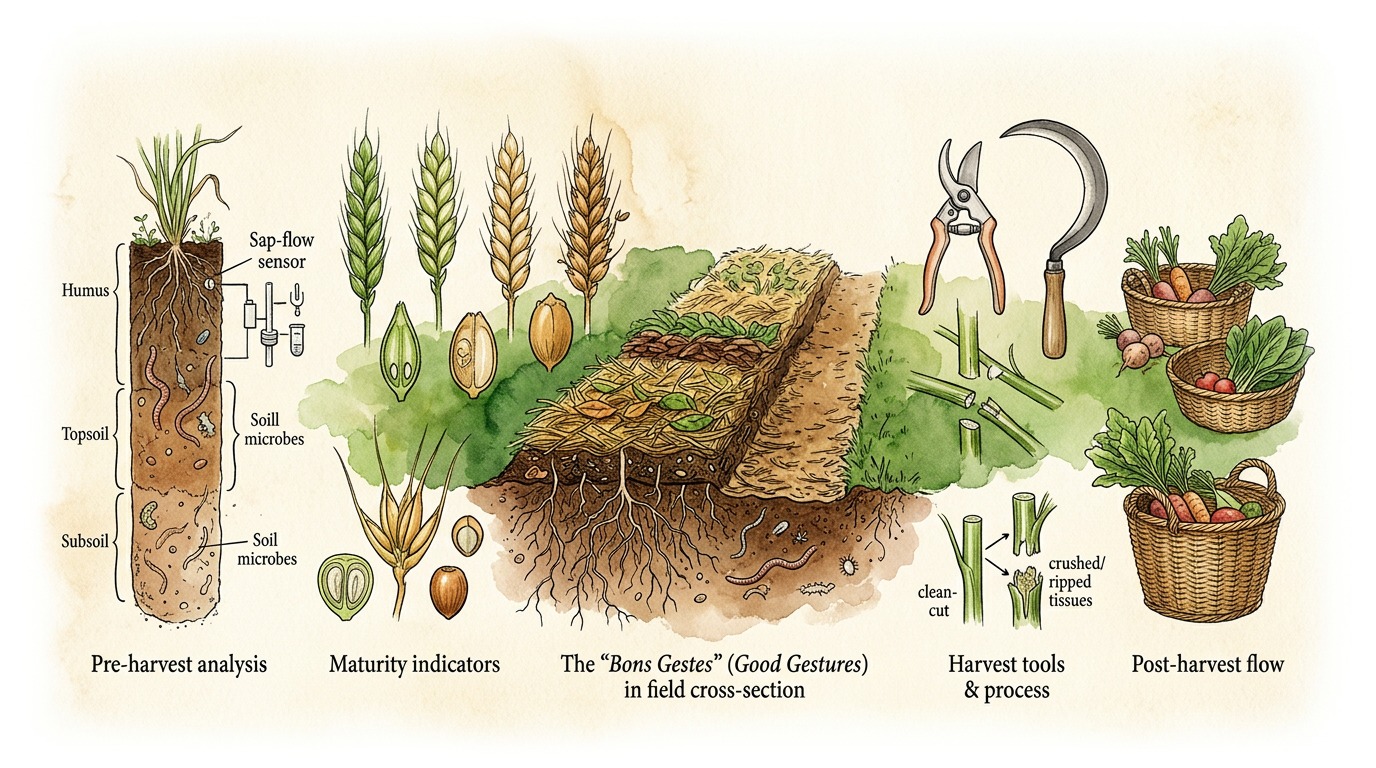 Sap-flow
sensor
Humus
Topsoil
Soill
microbes
Subsoil
Soil
microbes
clean-
cut
crushed/
ripped
tissues
Pre-harvest analysis
Maturity indicators
The “Bons Gestes” (Good Gestures)
in field cross-section
Harvest tools
& process
Post-harvest flow